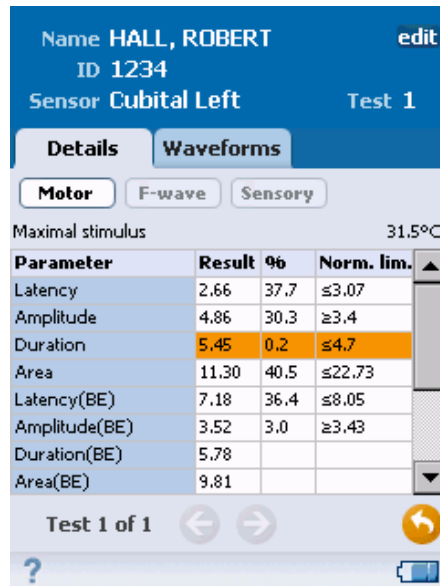 Name HALL, ROBERT edit
ID 1234
Sensor Cubital Left Test 1
Details Waveforms
Motor F-wave Sensory
Maximal stimulus 31.5°C
Parameter Result % Norm. lim.
Latency 2.66 37.7 ≤3.07
Amplitude 4.86 30.3 ≥3.4
Duration 5.45 0.2 ≤4.7
Area 11.30 40.5 ≤22.73
Latency(BE) 7.18 36.4 ≤8.05
Amplitude(BE) 3.52 3.0 ≥3.43
Duration(BE) 5.78
Area(BE) 9.81
Test 1 of 1
?